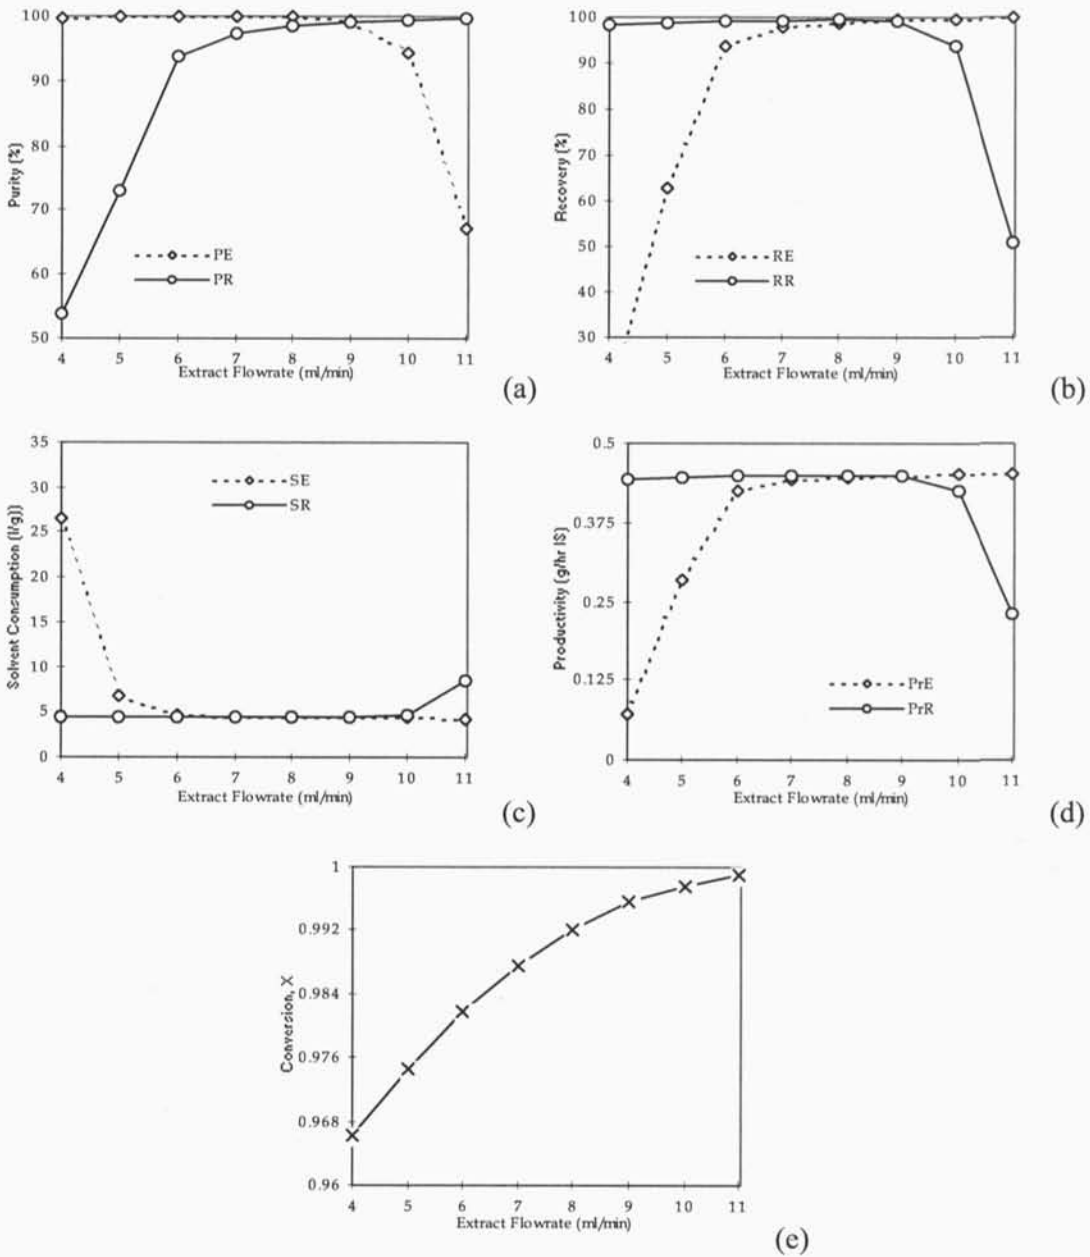 100
90
80
70
60
50
Purity (%)
PE
PR
4 5 6 7 8 9 10 11
Extract Flowrate (ml/min)
(a)
100
90
80
70
60
50
40
30
Recovery (%)
RE
RR
4 5 6 7 8 9 10 11
Extract Flowrate (ml/min)
(b)
35
30
25
20
15
10
5
0
Solvent Consumption (l/g))
SE
SR
4 5 6 7 8 9 10 11
Extract Flowrate (ml/min)
(c)
0.5
0.375
0.25
0.125
0
Productivity (g/hr lS)
PrE
PrR
4 5 6 7 8 9 10 11
Extract Flowrate (ml/min)
(d)
1
0.992
0.984
0.976
0.968
0.96
Conversion, X
4 5 6 7 8 9 10 11
Extract Flowrate (ml/min)
(e)